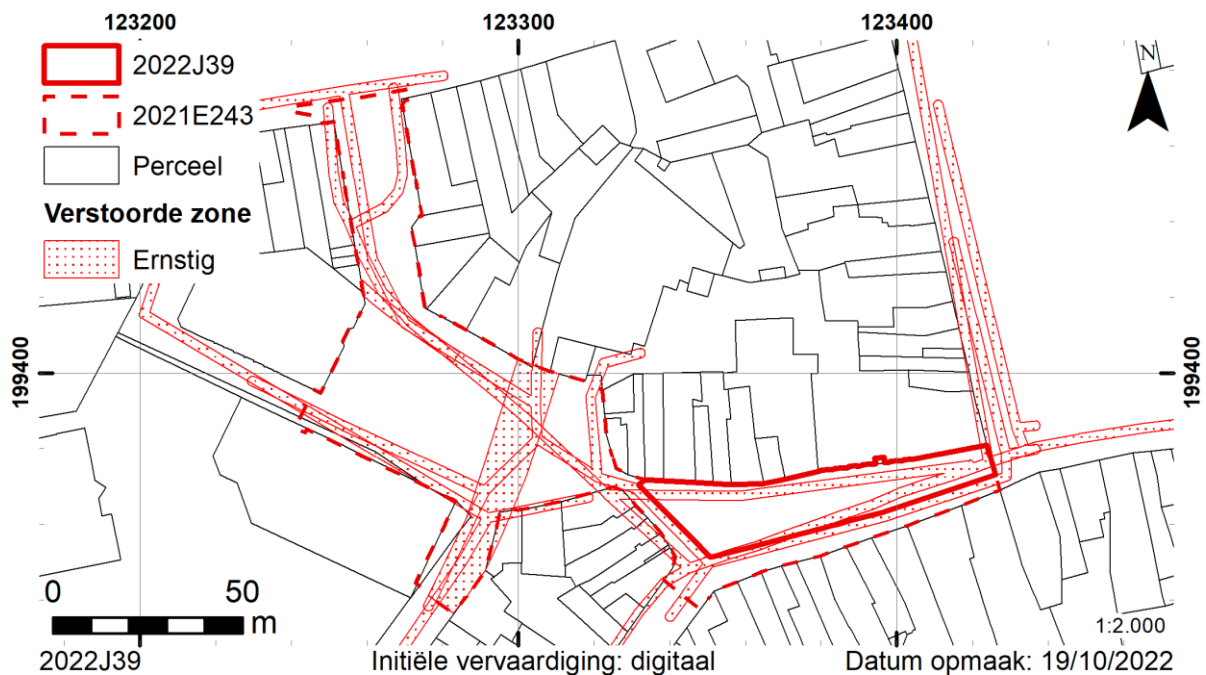 123200 123300 123400
2022J39
2021E243
Perceel
Verstoorde zone
Ernstig
N
199400 199400
0 50 m
1:2.000
2022J39 Initiële vervaardiging: digitaal Datum opmaak: 19/10/2022